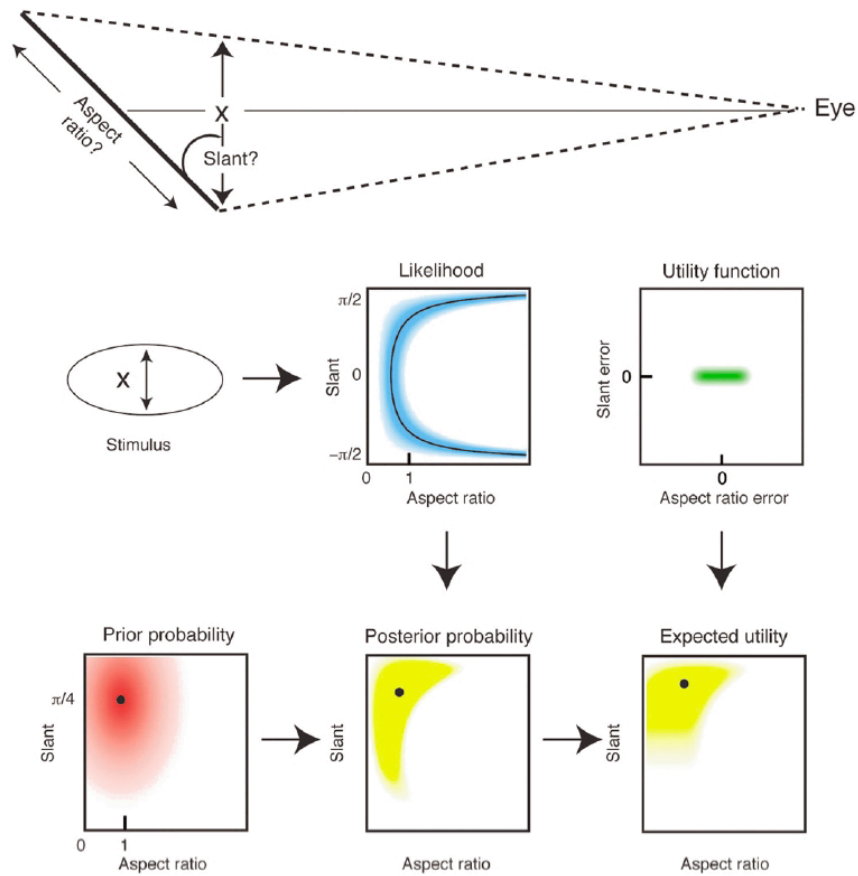 Eye
X
Aspect
ratio?
Slant?
Likelihood
Utility function
π/2
Slant
0
−π/2
0
1
Aspect ratio
X
Stimulus
Slant error
0
0
Aspect ratio error
Prior probability
Posterior probability
Expected utility
π/4
Slant
0
1
Aspect ratio
Slant
Aspect ratio
Slant
Aspect ratio